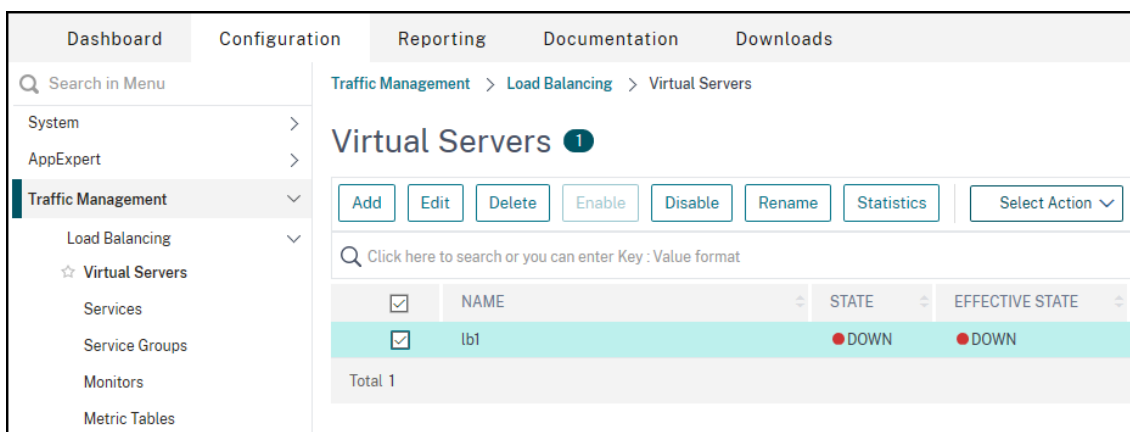 Dashboard Configuration Reporting Documentation Downloads
Search in Menu
System
AppExpert
Traffic Management
Load Balancing
Virtual Servers
Services
Service Groups
Monitors
Metric Tables
Traffic Management > Load Balancing > Virtual Servers
Virtual Servers 1
Add Edit Delete Enable Disable Rename Statistics Select Action
Click here to search or you can enter Key : Value format
NAME STATE EFFECTIVE STATE
lb1 DOWN DOWN
Total 1